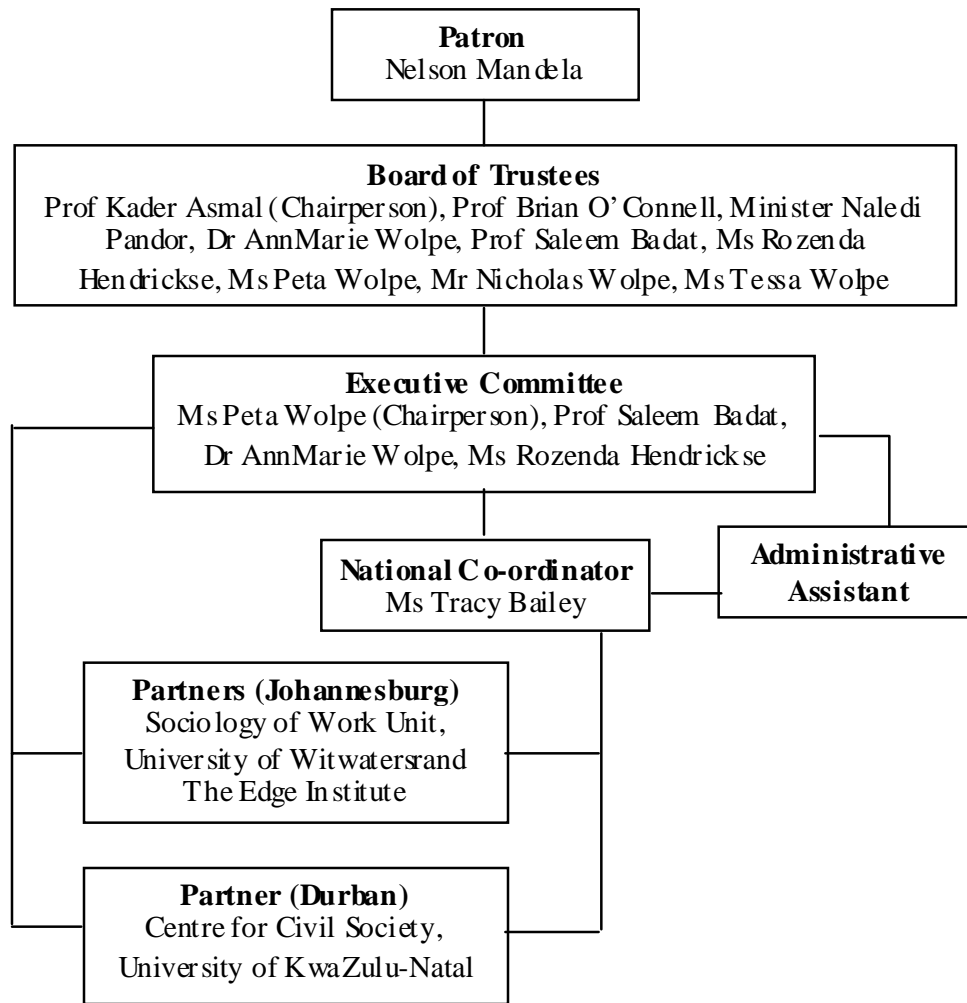 Patron
Nelson Mandela
Board of Trustees
Prof Kader Asmal (Chairperson), Prof Brian O'Connell, Minister Naledi
Pandor, Dr AnnMarie Wolpe, Prof Saleem Badat, Ms Rozenda
Hendrickse, Ms Peta Wolpe, Mr Nicholas Wolpe, Ms Tessa Wolpe
Executive Committee
Ms Peta Wolpe (Chairperson), Prof Saleem Badat,
Dr AnnMarie Wolpe, Ms Rozenda Hendrickse
National Co-ordinator
Ms Tracy Bailey
Administrative
Assistant
Partners (Johannesburg)
Sociology of Work Unit,
University of Witwatersrand
The Edge Institute
Partner (Durban)
Centre for Civil Society,
University of KwaZulu-Natal